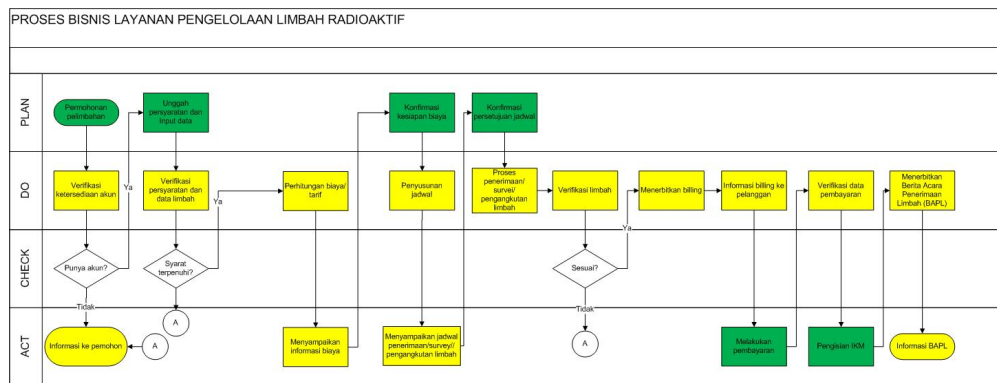 PROSES BISNIS LAYANAN PENGELOLAAN LIMBAH RADIOAKTIF
PLAN
Permohonan
pelimbahan
Unggah
persyaratan dan
input data
Konfirmasi
kesiapan biaya
Konfirmasi
persetujuan jadwal
DO
Verifikasi
ketersediaan akun
Ya
Verifikasi
persyaratan dan
data limbah
Ya
Perhitungan biaya/
tarif
Penyusunan
jadwal
Proses
penerimaan/
survei/
pengangkutan
limbah
Verifikasi limbah
Menerbitkan billing
Informasi billing ke
pelanggan
Verifikasi data
pembayaran
Menerbitkan
Berita Acara
Penerimaan
Limbah (BAPL)
CHECK
Punya akun?
Syarat
terpenuhi?
Sesuai?
Ya
Tidak
Tidak
ACT
Informasi ke pemohon
A
A
Menyampaikan
informasi biaya
Menyampaikan jadwal
penerimaan/survey//
pengangkutan limbah
A
Melakukan
pembayaran
Pengisian IKM
Informasi BAPL